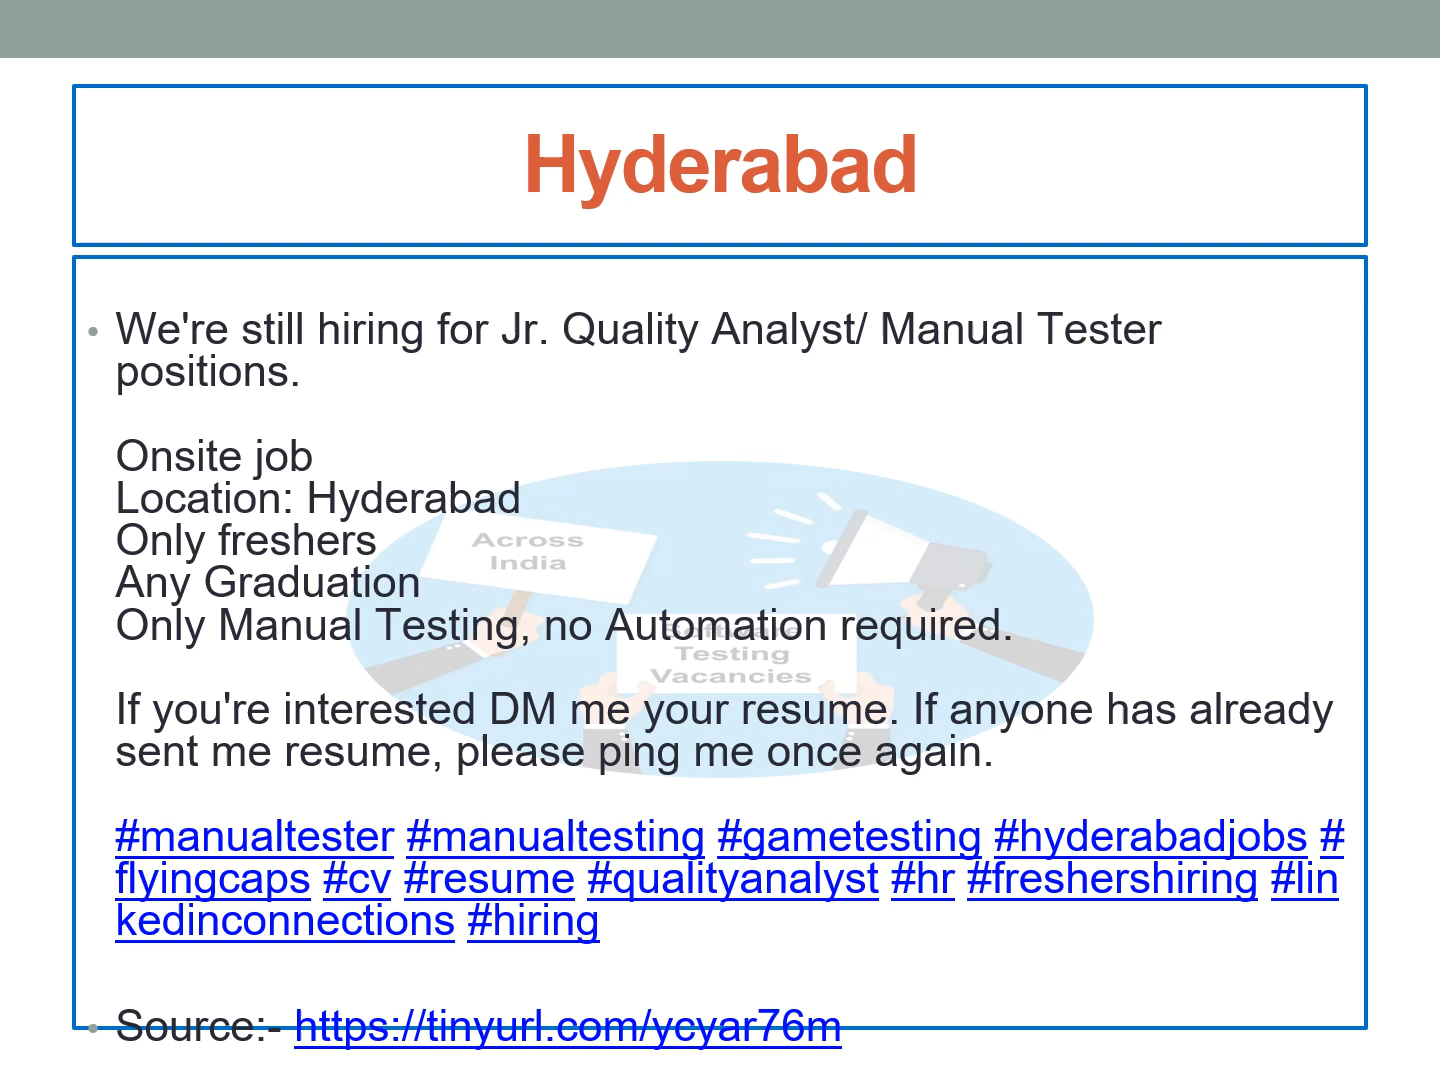 Hyderabad
• We're still hiring for Jr. Quality Analyst/ Manual Tester
positions.
Onsite job
Location: Hyderabad
Only freshers
Any Graduation
Only Manual Testing, no Automation required.
If you're interested DM me your resume. If anyone has already
sent me resume, please ping me once again.
#manualtester #manualtesting #gametesting #hyderabadjobs #
flyingcaps #cv #resume #qualityanalyst #hr #freshershiring #lin
kedinconnections #hiring
• Source:- https://tinyurl.com/ycyar76m
Across
India
Software
Testing
Vacancies